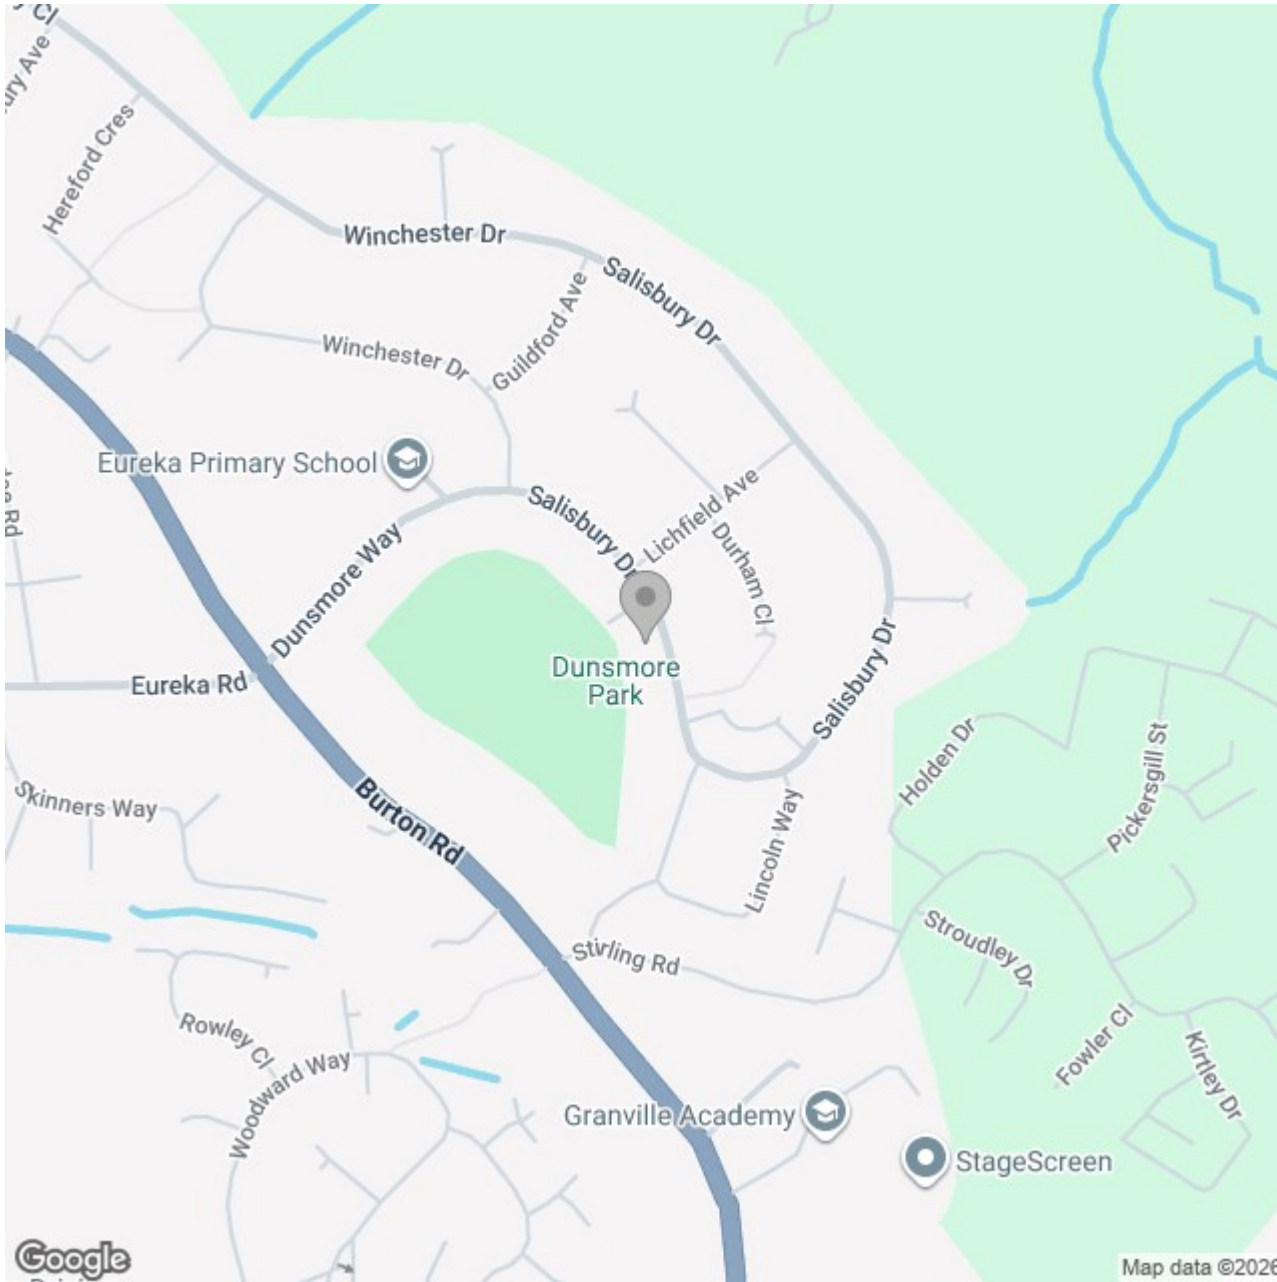 Hereford Cres
Winchester Dr
Salisbury Dr
Guildford Ave
Winchester Dr
Eureka Primary School
Salisbury Dr
Lichfield Ave
Durham Cl
Dunsmore Way
Dunsmore
Park
Eureka Rd
Salisbury Dr
Holden Dr
Pickersgill St
Skinners Way
Burton Rd
Lincoln Way
Stroudley Dr
Stirling Rd
Rowley Cl
Woodward Way
Fowler Cl
Kirtley Dr
Granville Academy
StageScreen
Google
Map data ©2026